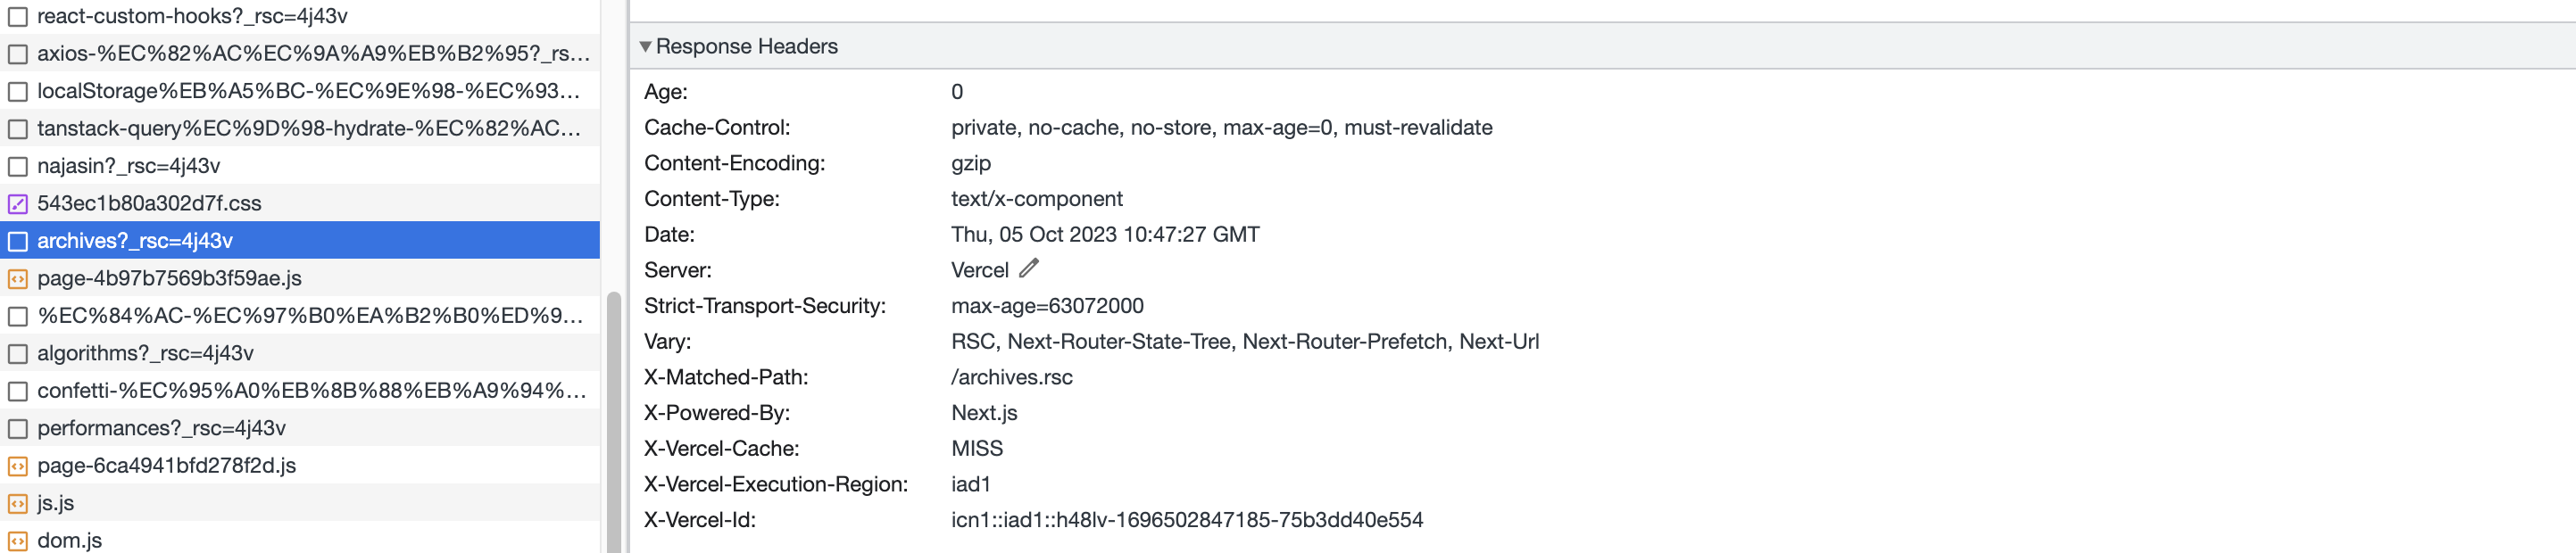 react-custom-hooks?_rsc=4j43v
axios-%EC%82%AC%EC%9A%A9%EB%B2%95?_rs...
localStorage%EB%A5%BC-%EC%9E%98-%EC%93...
tanstack-query%EC%9D%98-hydrate-%EC%82%AC...
najasin?_rsc=4j43v
543ec1b80a302d7f.css
archives?_rsc=4j43v
page-4b97b7569b3f59ae.js
%EC%84%AC-%EC%97%B0%EA%B2%B0%ED%9...
algorithms?_rsc=4j43v
confetti-%EC%95%A0%EB%8B%88%EB%A9%94%...
performances?_rsc=4j43v
page-6ca4941bfd278f2d.js
js.js
dom.js
Response Headers
Age: 0
Cache-Control: private, no-cache, no-store, max-age=0, must-revalidate
Content-Encoding: gzip
Content-Type: text/x-component
Date: Thu, 05 Oct 2023 10:47:27 GMT
Server: Vercel
Strict-Transport-Security: max-age=63072000
Vary: RSC, Next-Router-State-Tree, Next-Router-Prefetch, Next-Url
X-Matched-Path: /archives.rsc
X-Powered-By: Next.js
X-Vercel-Cache: MISS
X-Vercel-Execution-Region: iad1
X-Vercel-Id: icn1::iad1::h48lv-1696502847185-75b3dd40e554